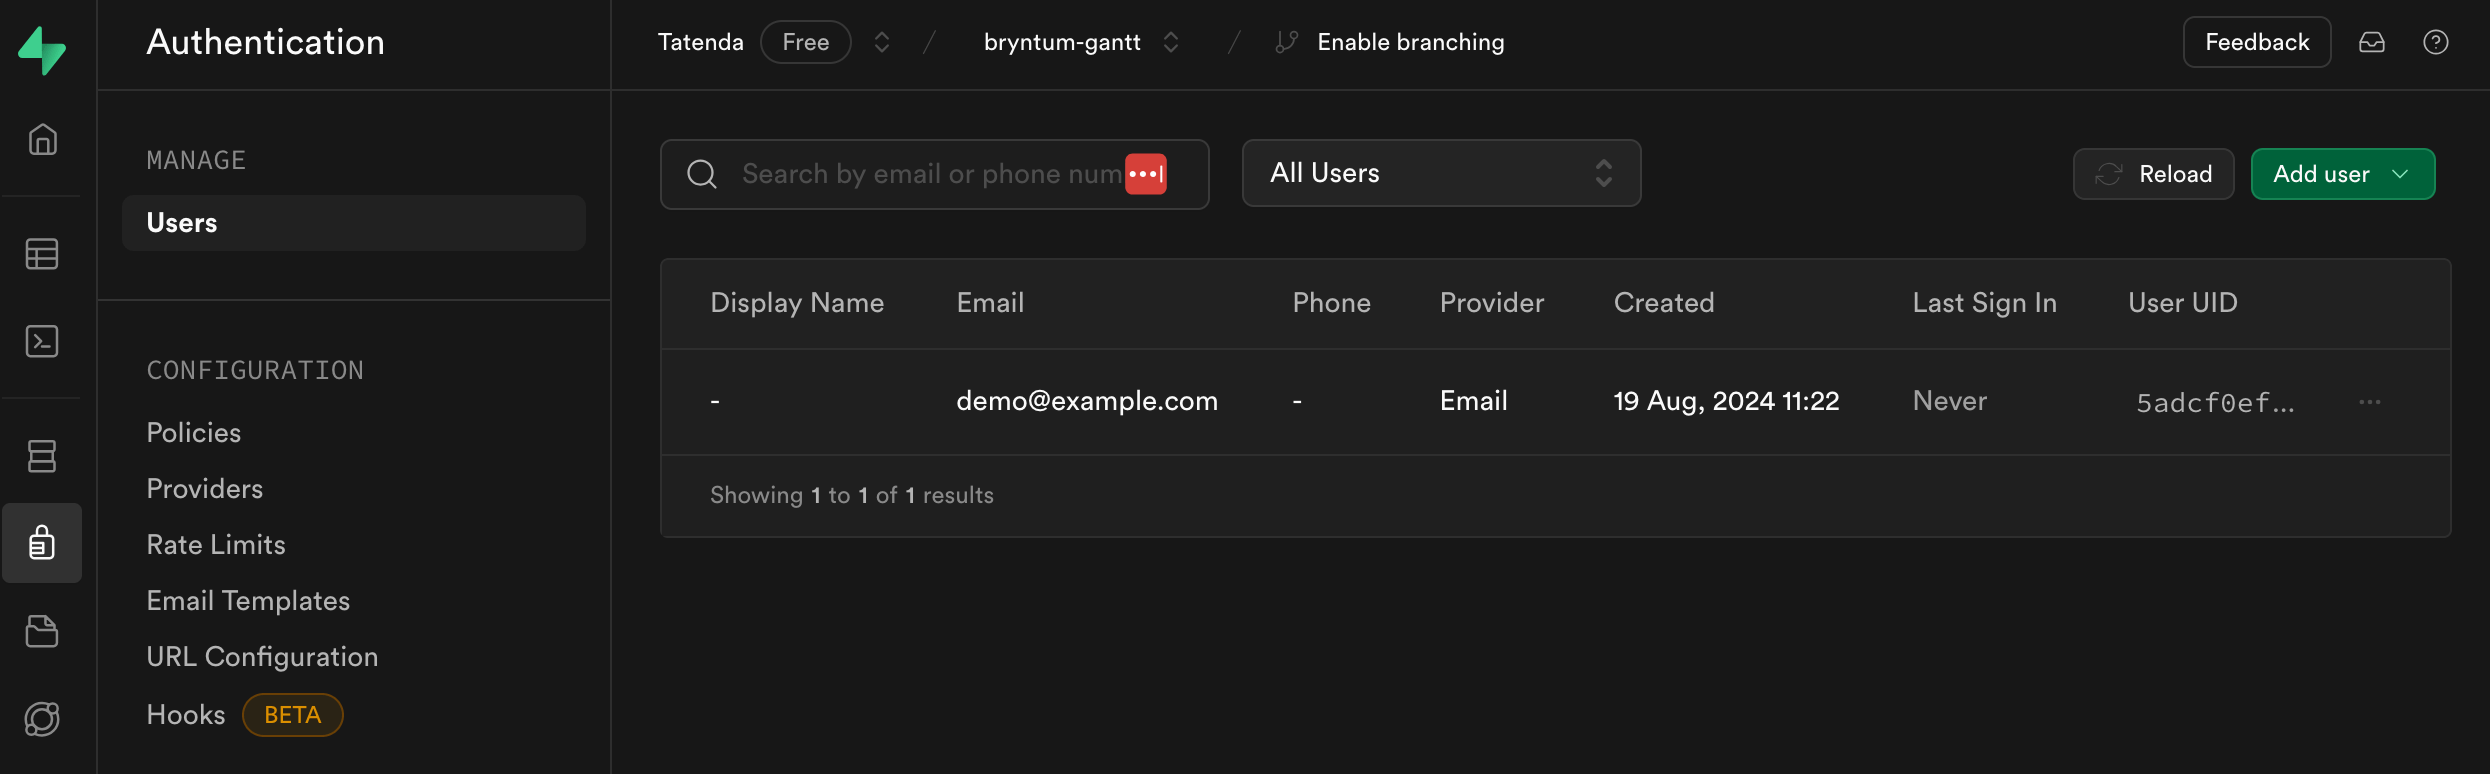 Authentication
Tatenda Free / bryntum-gantt / Enable branching
Feedback
MANAGE
Users
CONFIGURATION
Policies
Providers
Rate Limits
Email Templates
URL Configuration
Hooks BETA
Search by email or phone num
All Users
Reload
Add user
Display Name Email Phone Provider Created Last Sign In User UID
- demo@example.com - Email 19 Aug, 2024 11:22 Never 5adcf0ef...
Showing 1 to 1 of 1 results